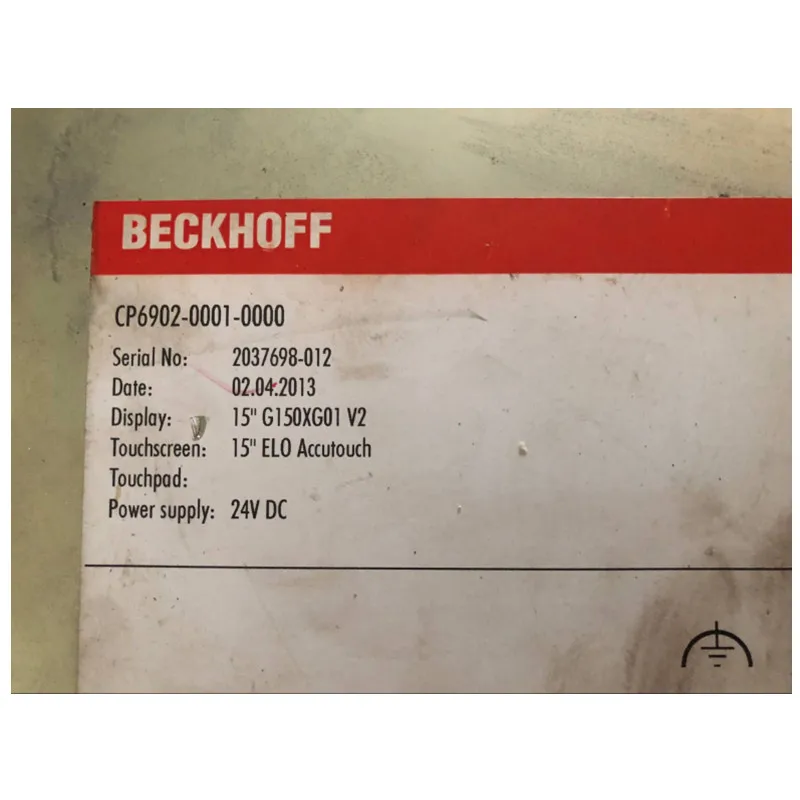 BECKHOFF
CP6902-0001-0000
Serial No: 2037698-012
Date: 02.04.2013
Display: 15" G150XG01 V2
Touchscreen: 15" ELO Accutouch
Touchpad:
Power supply: 24V DC